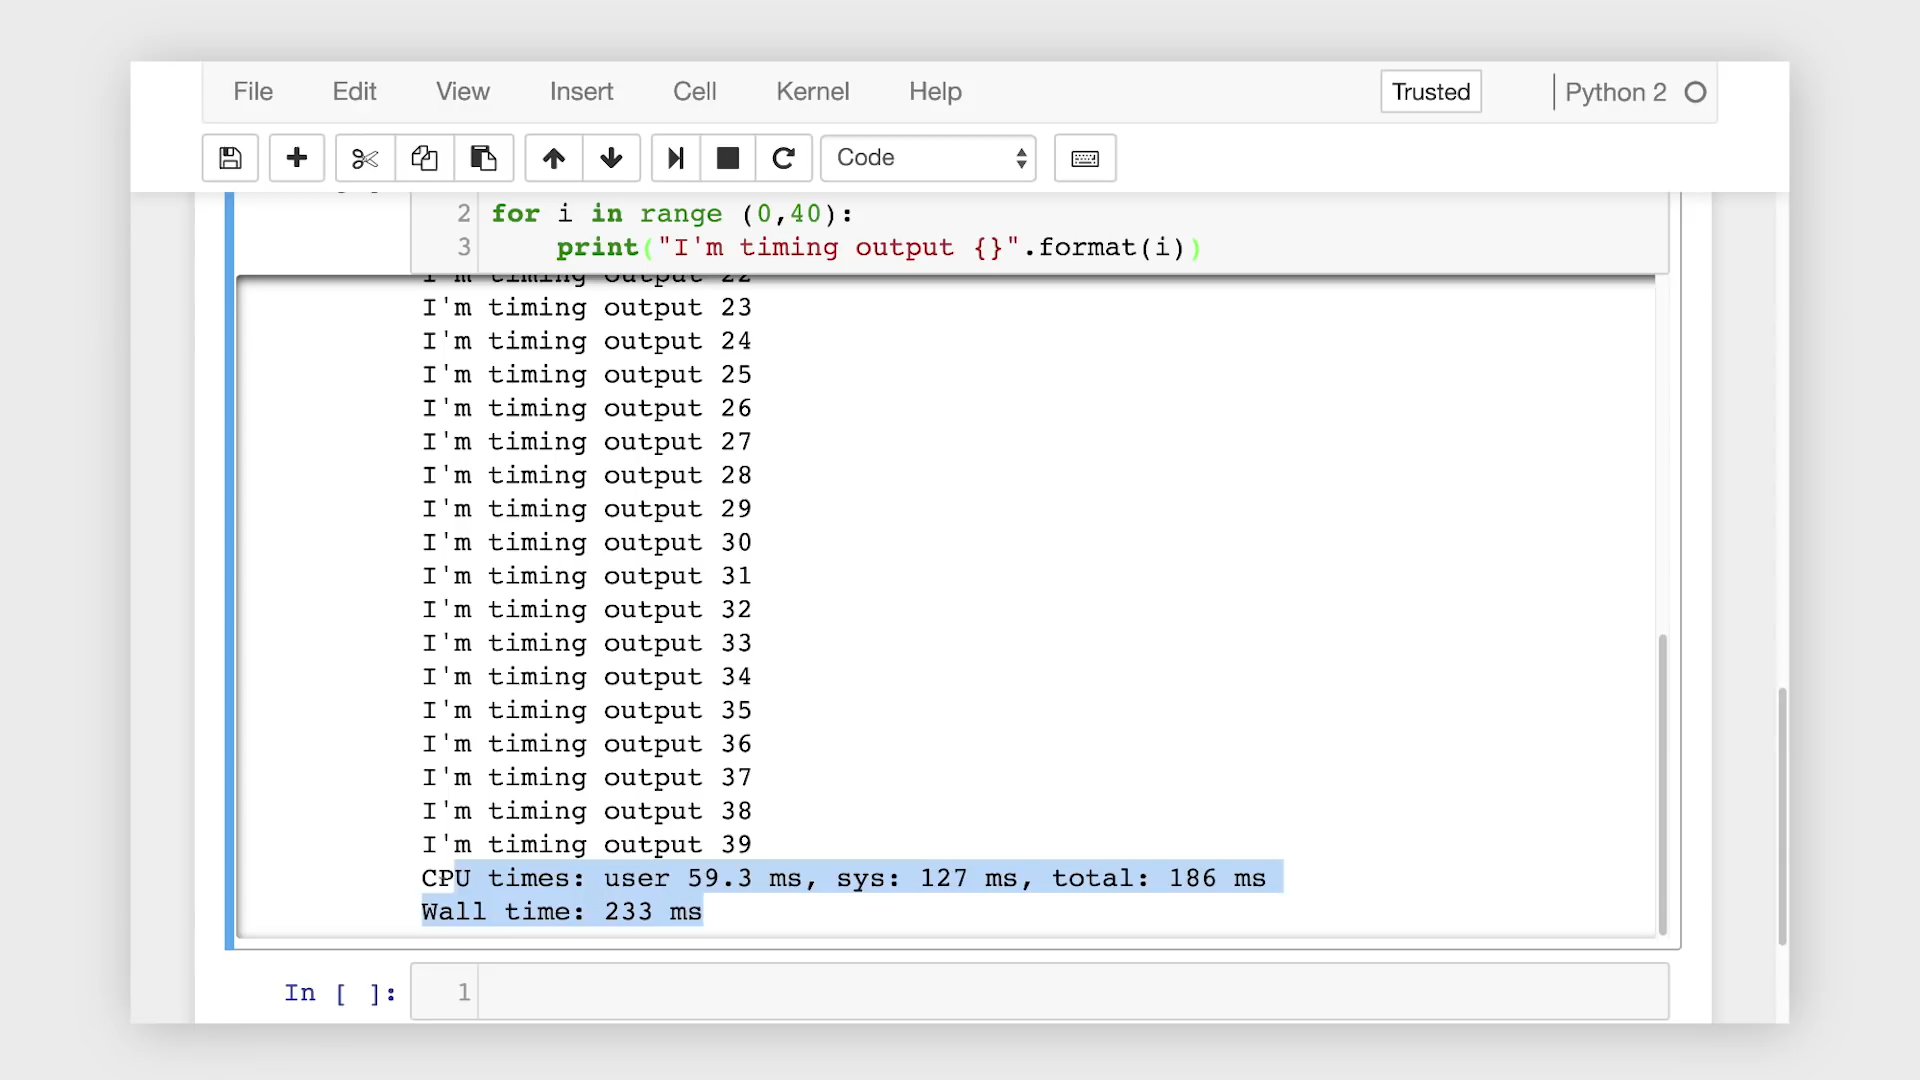 File Edit View Insert Cell Kernel Help Trusted Python 2
Code
2 for i in range (0,40):
3 print("I'm timing output {}".format(i))
I'm timing output 22
I'm timing output 23
I'm timing output 24
I'm timing output 25
I'm timing output 26
I'm timing output 27
I'm timing output 28
I'm timing output 29
I'm timing output 30
I'm timing output 31
I'm timing output 32
I'm timing output 33
I'm timing output 34
I'm timing output 35
I'm timing output 36
I'm timing output 37
I'm timing output 38
I'm timing output 39
CPU times: user 59.3 ms, sys: 127 ms, total: 186 ms
Wall time: 233 ms
In [ ]: 1